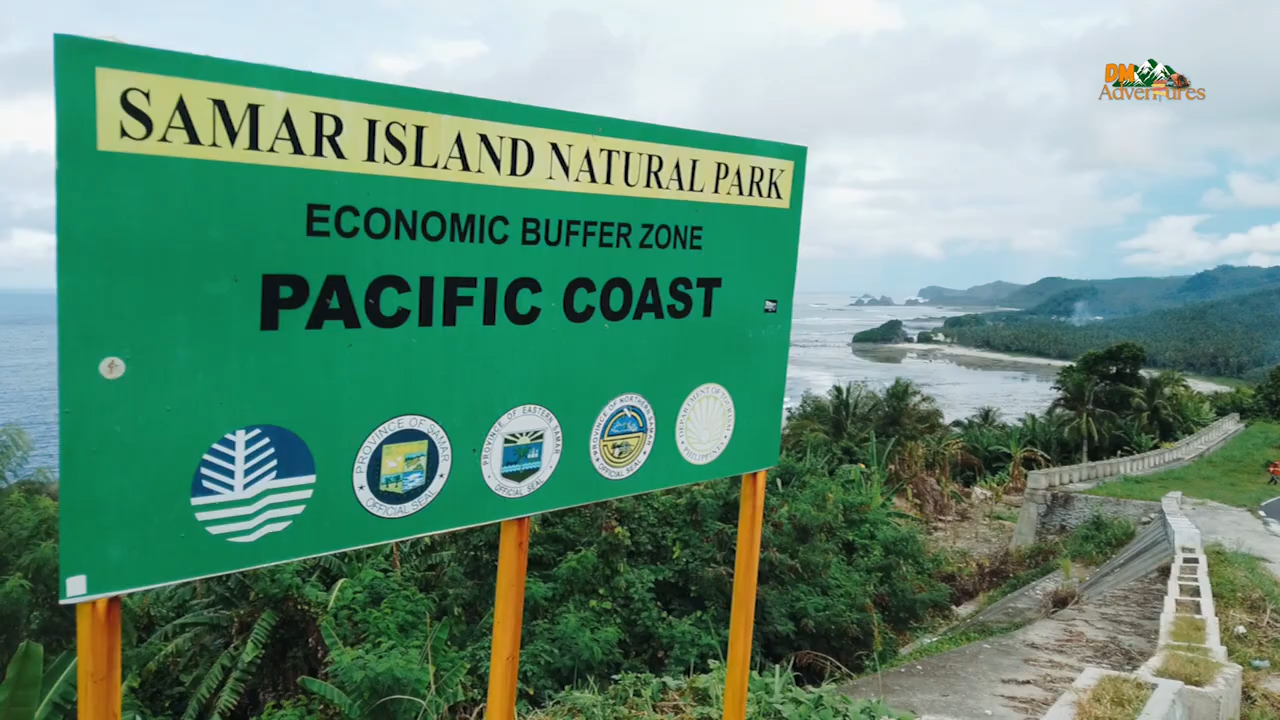 DM
Adventures
SAMAR ISLAND NATURAL PARK
ECONOMIC BUFFER ZONE
PACIFIC COAST
PROVINCE OF SAMAR
OFFICIAL SEAL
PROVINCE OF EASTERN SAMAR
OFFICIAL SEAL
PROVINCE OF NORTHERN SAMAR
OFFICIAL SEAL
DEPARTMENT OF TOURISM
PHILIPPINES